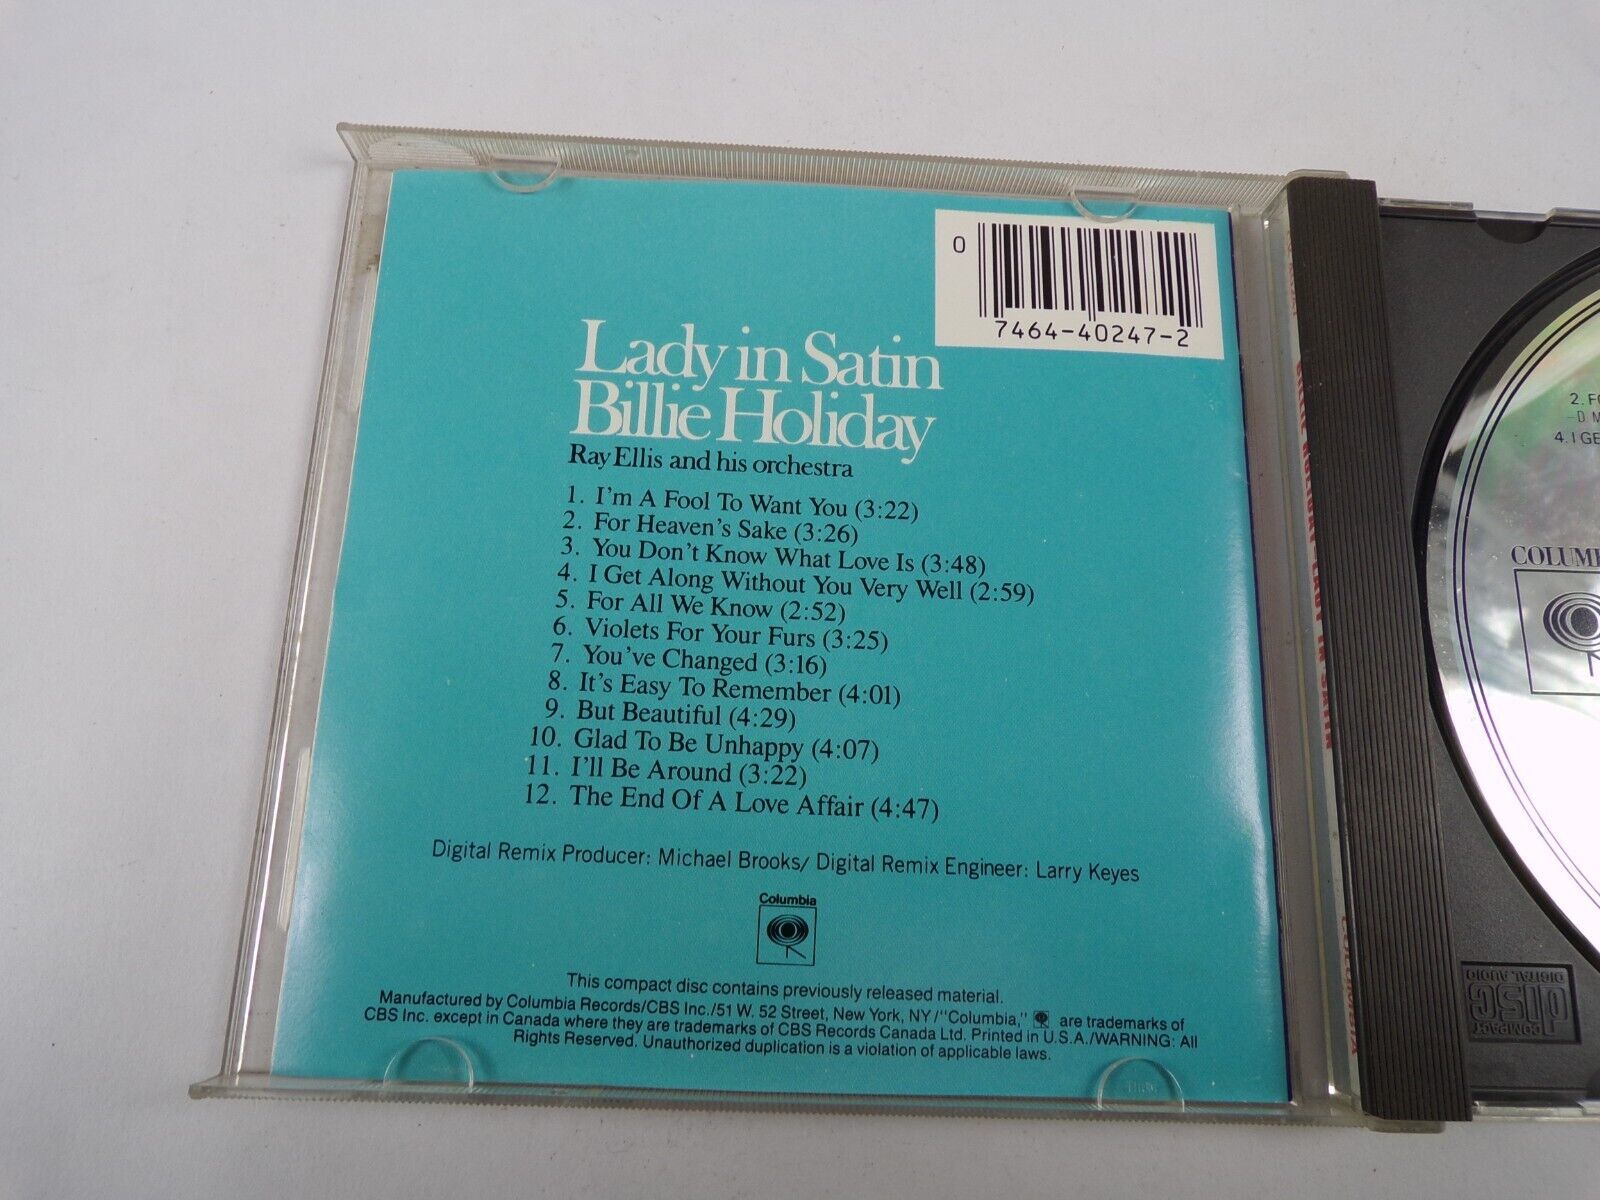 0
7464-40247-2
Lady in Satin
Billie Holiday
Ray Ellis and his orchestra
1. I'm A Fool To Want You (3:22)
2. For Heaven's Sake (3:26)
3. You Don't Know What Love Is (3:48)
4. I Get Along Without You Very Well (2:59)
5. For All We Know (2:52)
6. Violets For Your Furs (3:25)
7. You've Changed (3:16)
8. It's Easy To Remember (4:01)
9. But Beautiful (4:29)
10. Glad To Be Unhappy (4:07)
11. I'll Be Around (3:22)
12. The End Of A Love Affair (4:47)
Digital Remix Producer: Michael Brooks/ Digital Remix Engineer: Larry Keyes
Columbia
This compact disc contains previously released material.
Manufactured by Columbia Records/CBS Inc./51 W. 52 Street, New York, NY/"Columbia," are trademarks of
CBS Inc. except in Canada where they are trademarks of CBS Records Canada Ltd. Printed in U.S.A./WARNING: All
Rights Reserved. Unauthorized duplication is a violation of applicable laws.
2. FO
-D. M
4. I GE
COLUMB
COMPACT
disc
DIGITAL AUDIO